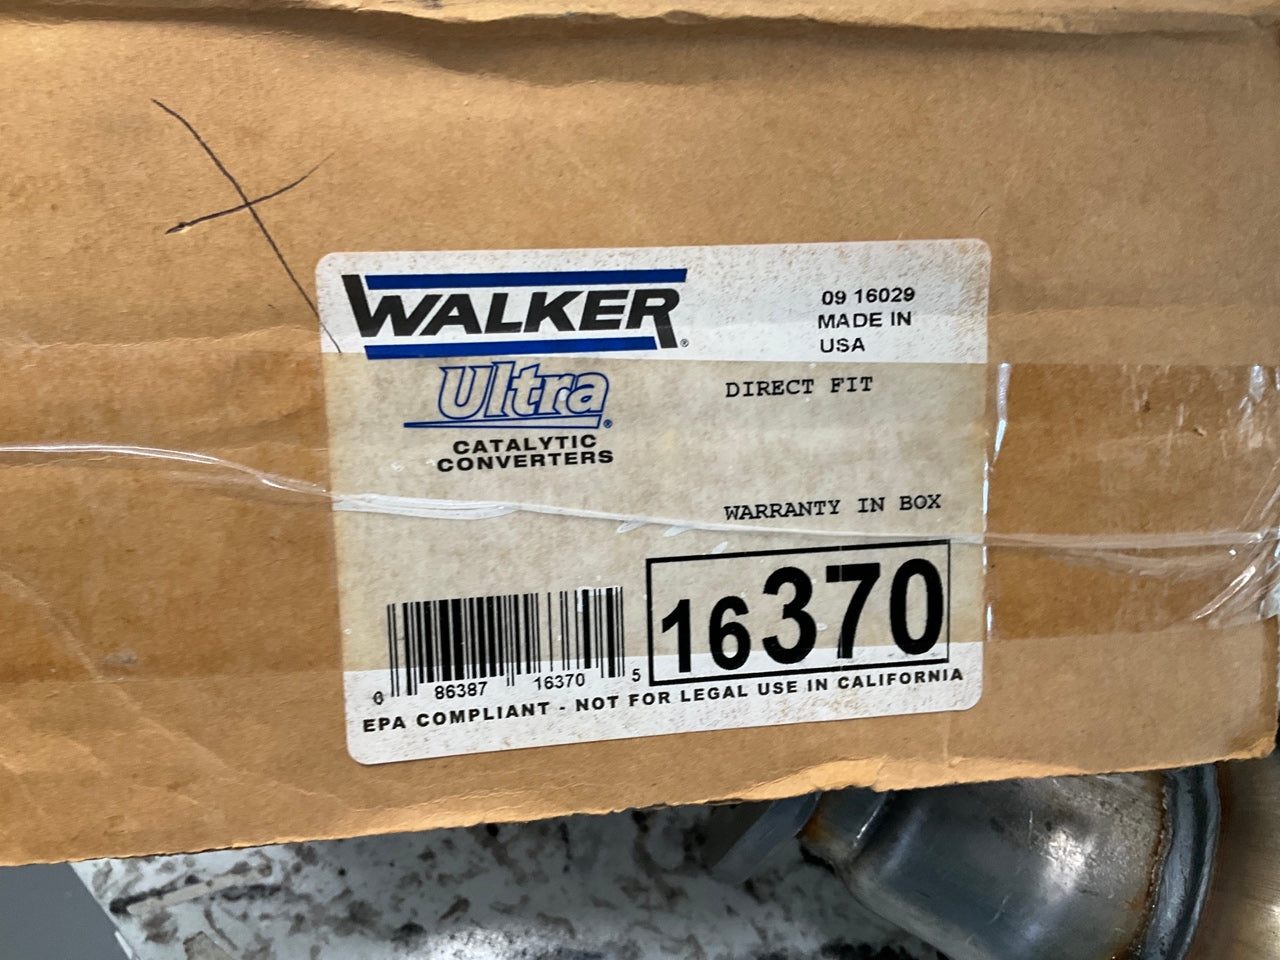 WALKER®
09 16029
MADE IN
USA
Ultra®
CATALYTIC
CONVERTERS
DIRECT FIT
WARRANTY IN BOX
16370
0 86387 16370 5
EPA COMPLIANT - NOT FOR LEGAL USE IN CALIFORNIA